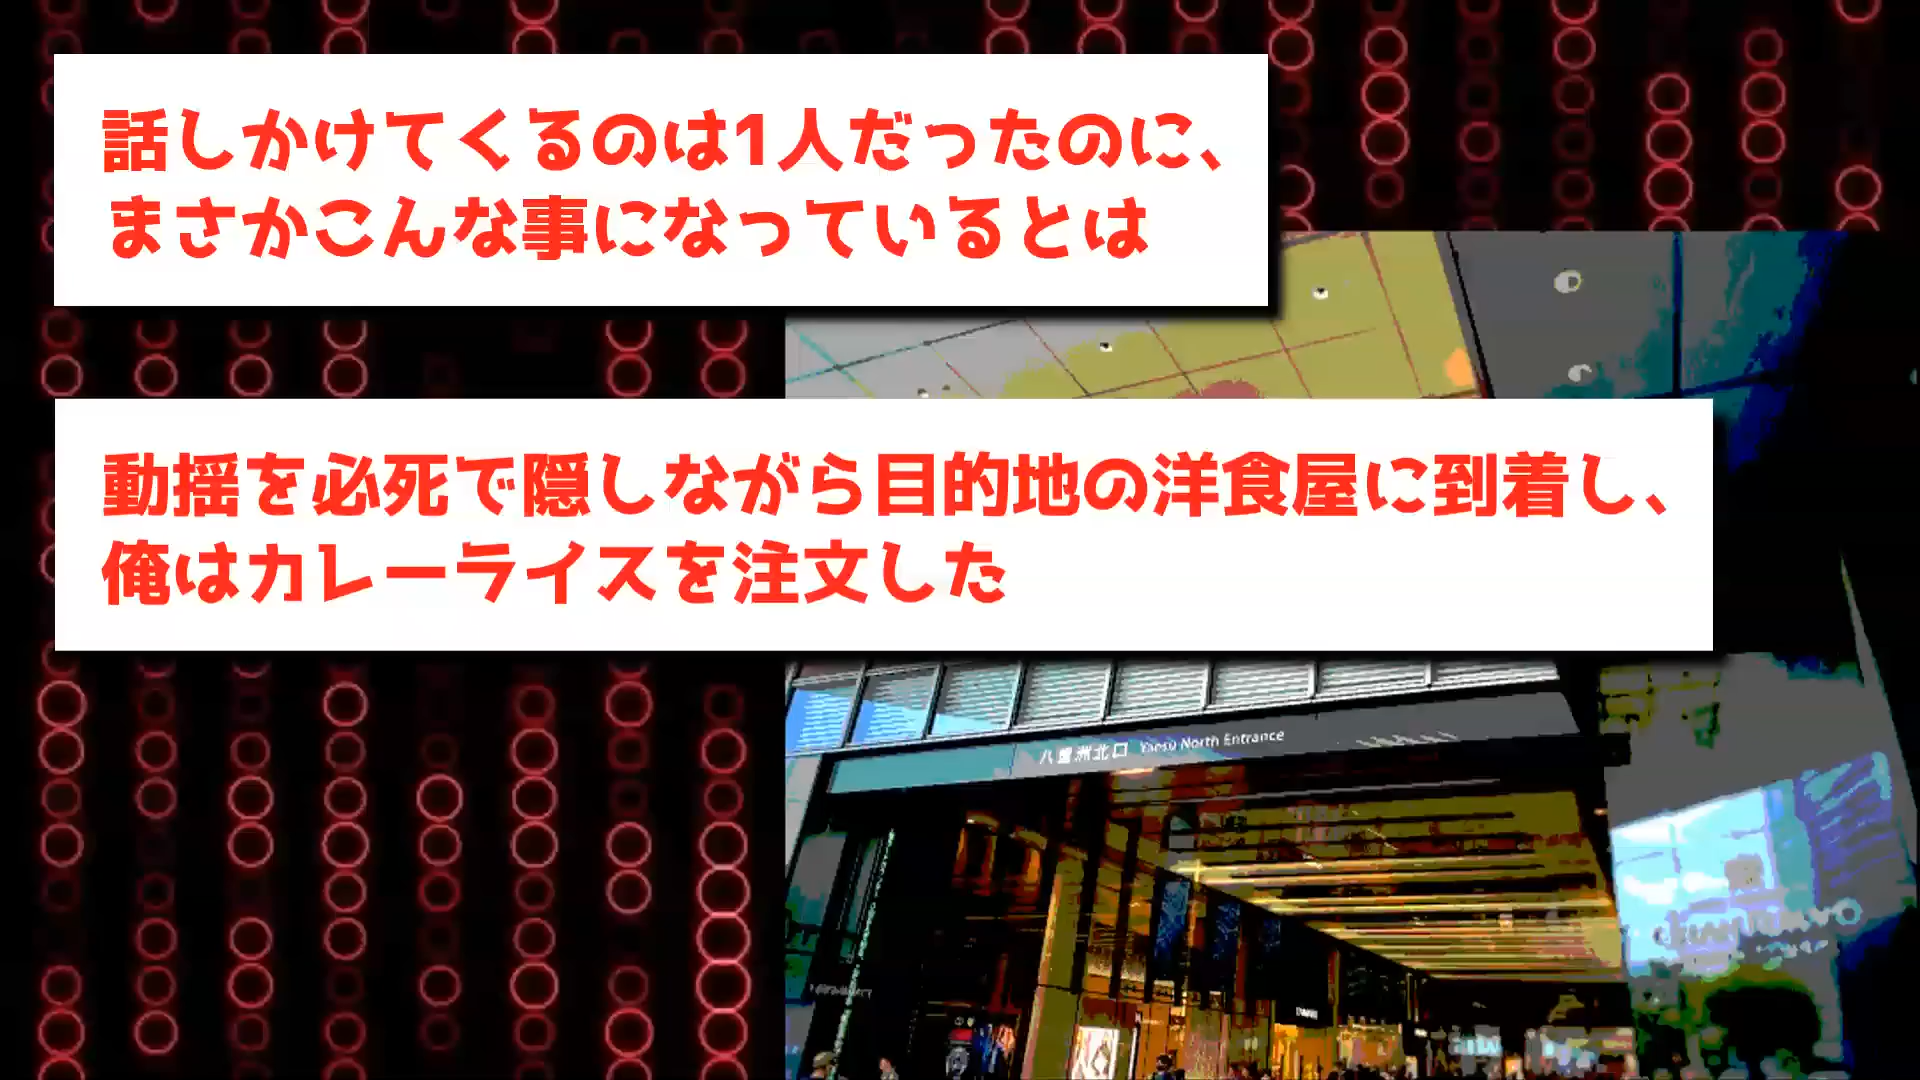 話しかけてくるのは1人だったのに、
まさかこんな事になっているとは
動揺を必死で隠しながら目的地の洋食屋に到着し、
俺はカレーライスを注文した
八重洲北口 Yaesu North Entrance